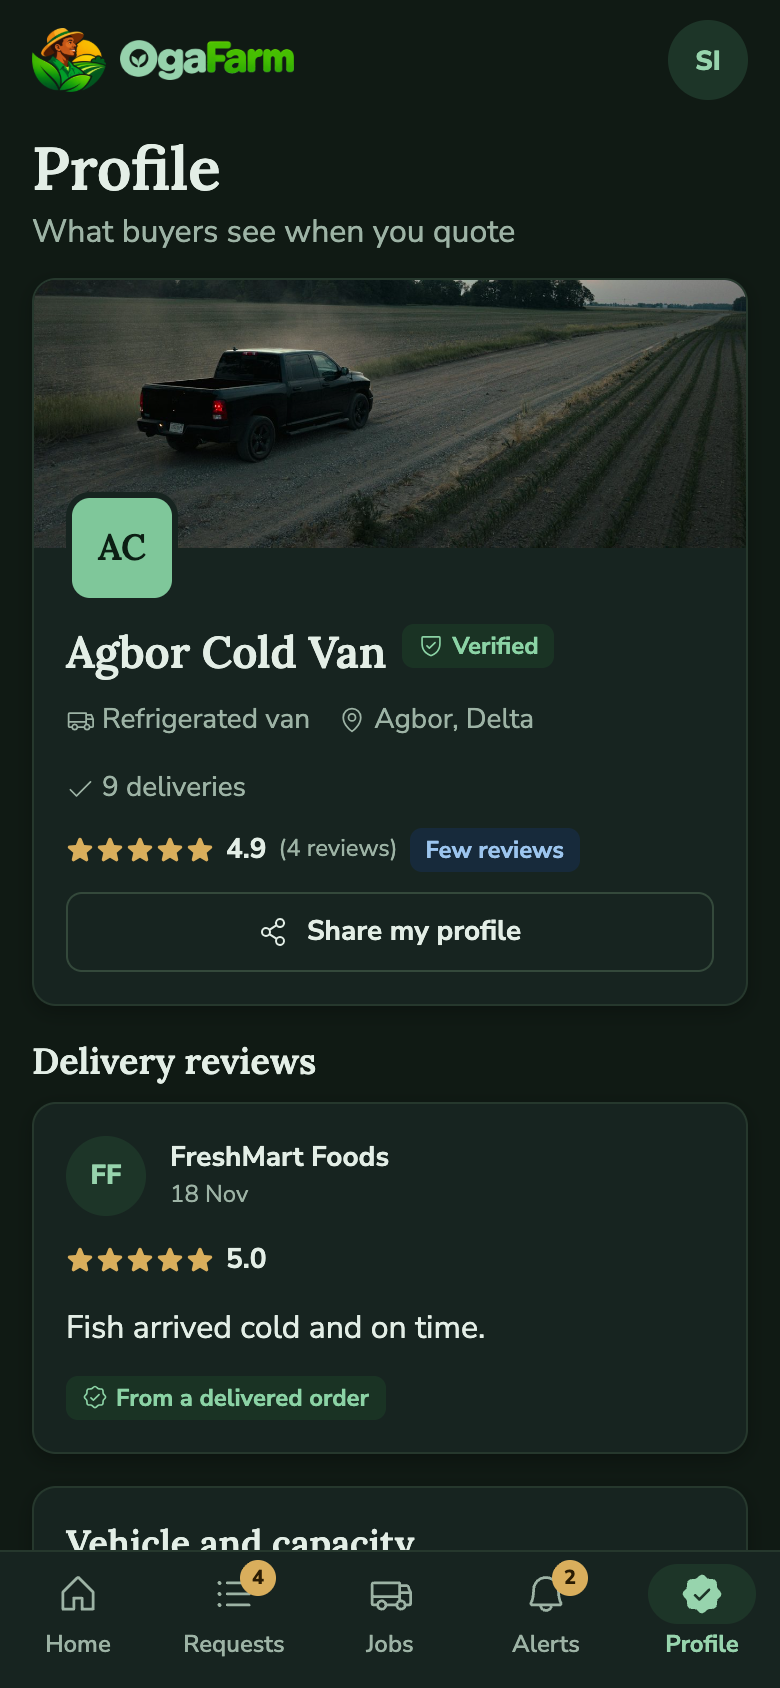 OgaFarm
SI
Profile
What buyers see when you quote
AC
Agbor Cold Van
Verified
Refrigerated van
Agbor, Delta
9 deliveries
4.9 (4 reviews) Few reviews
Share my profile
Delivery reviews
FF
FreshMart Foods
18 Nov
5.0
Fish arrived cold and on time.
From a delivered order
Vehicle and capacity
4
2
Home
Requests
Jobs
Alerts
Profile